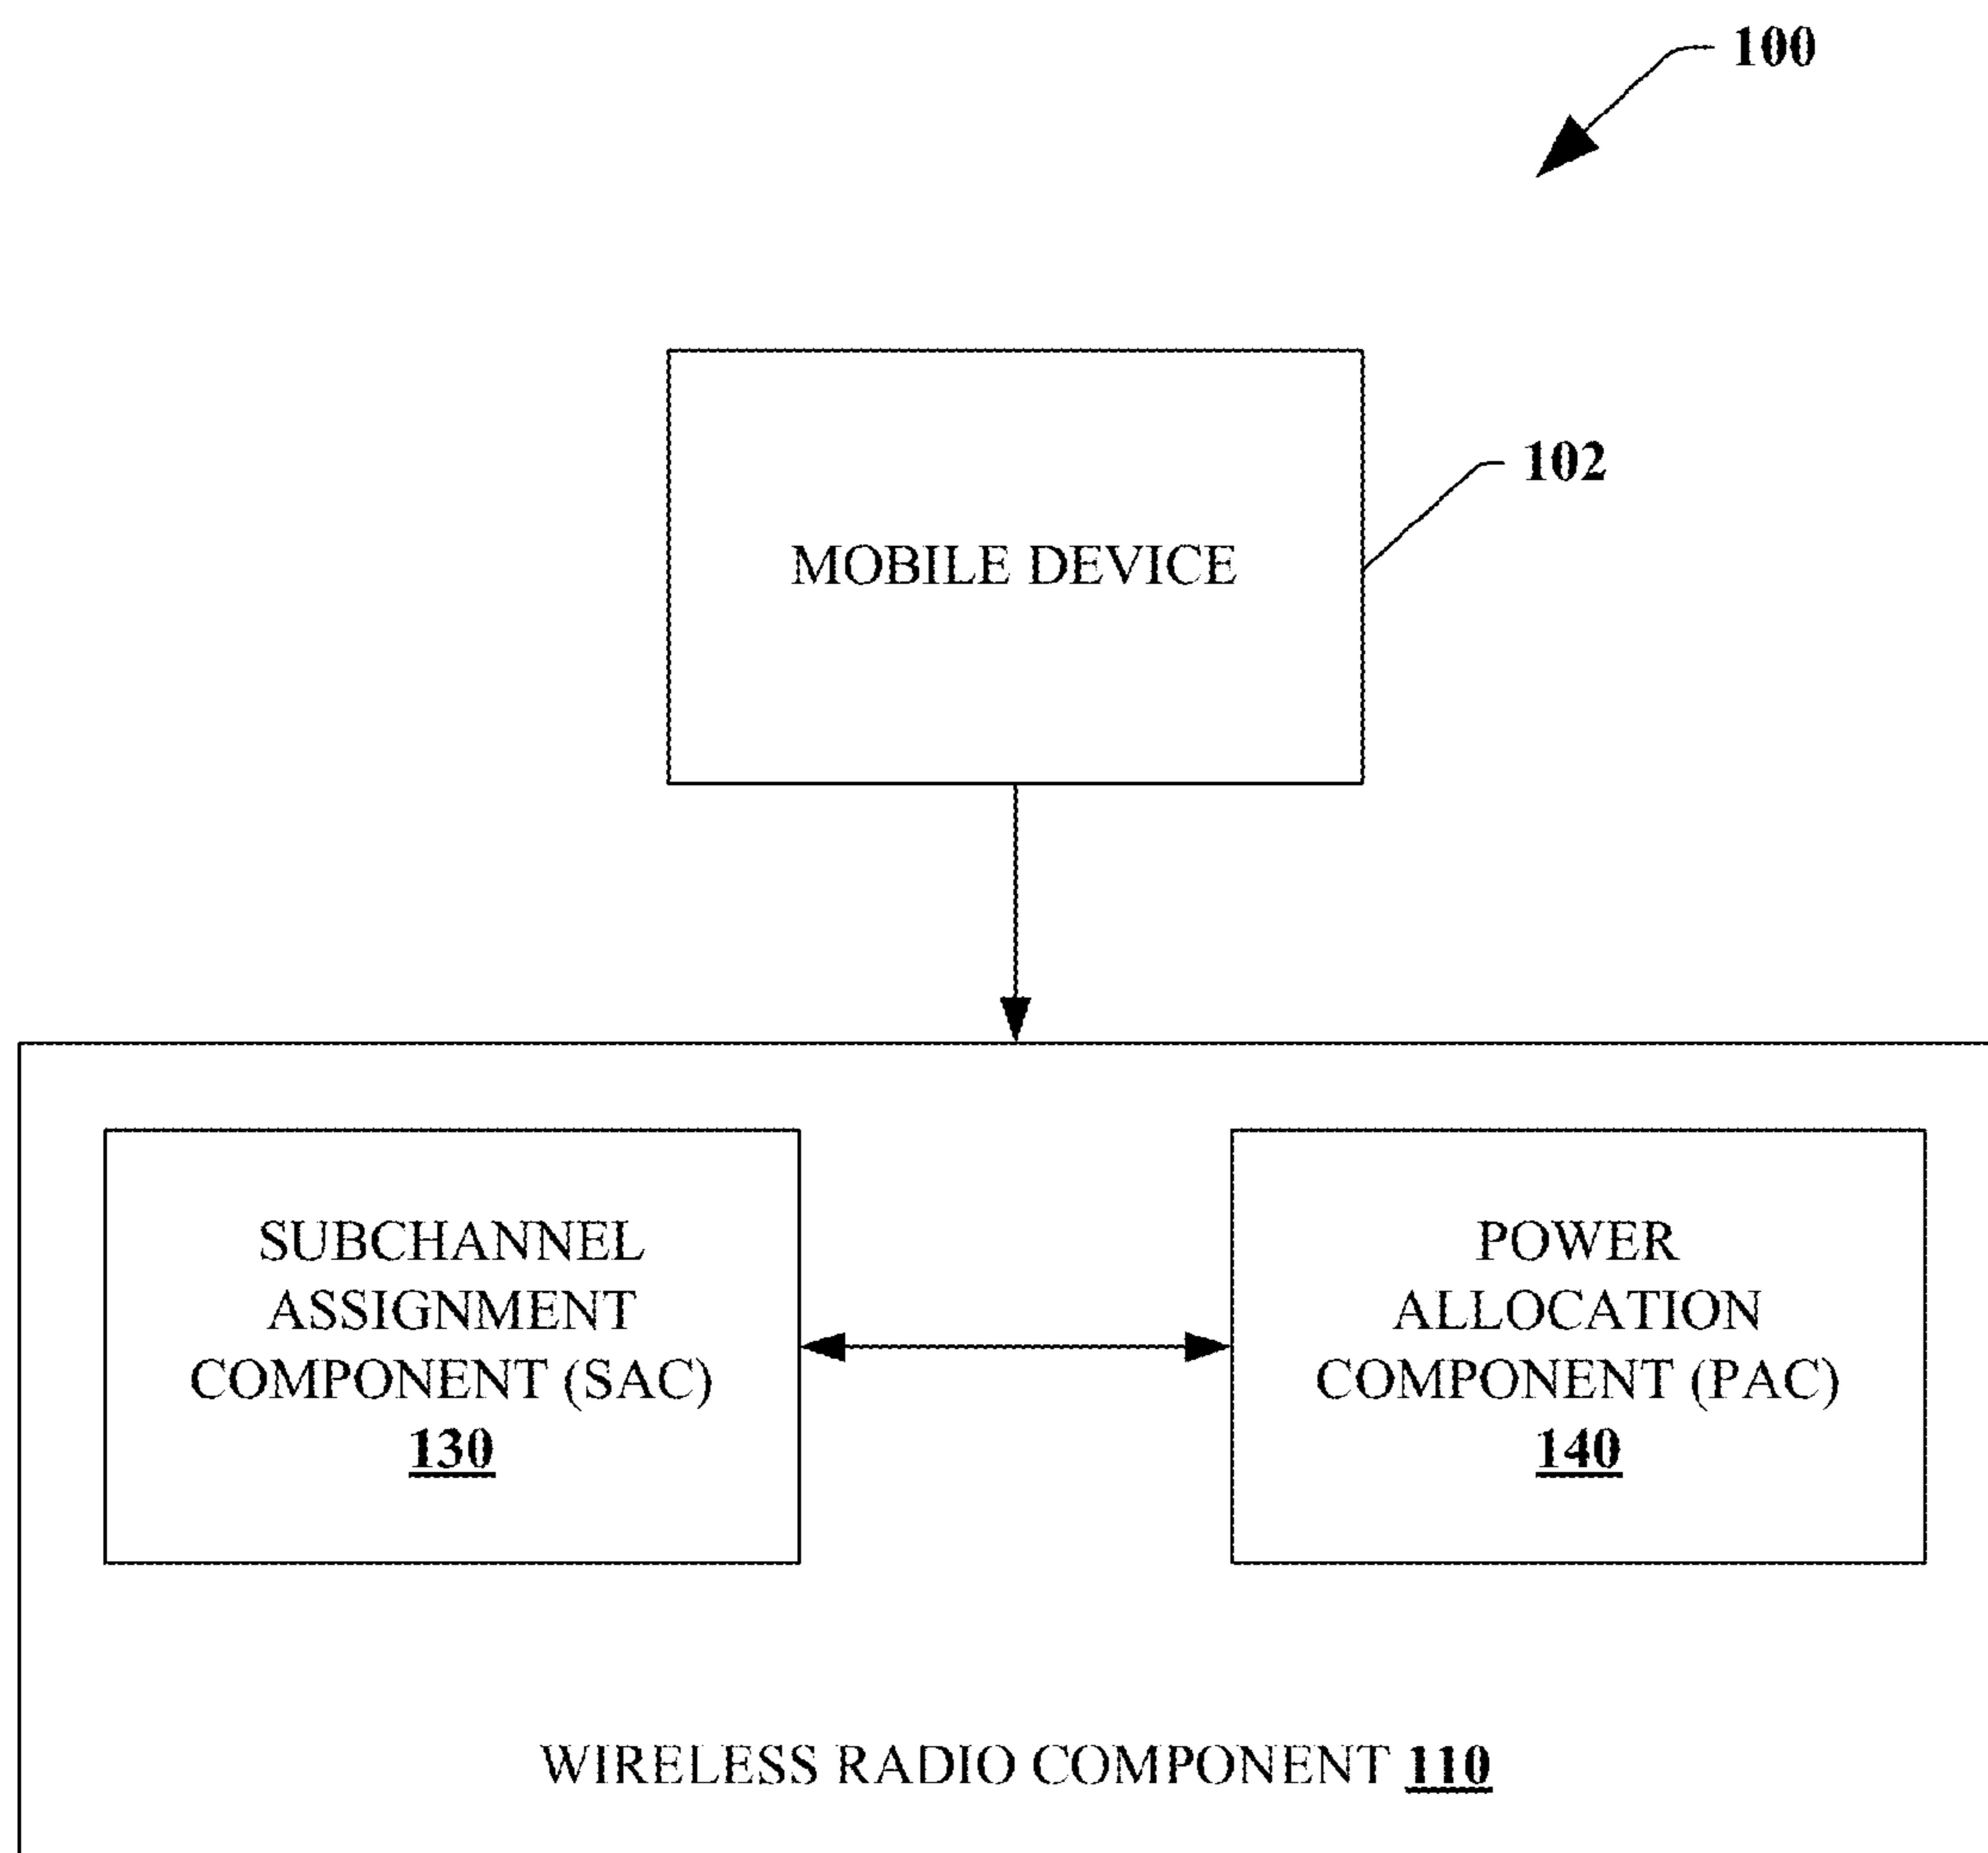 100
102
MOBILE DEVICE
SUBCHANNEL
ASSIGNMENT
COMPONENT (SAC)
130
POWER
ALLOCATION
COMPONENT (PAC)
140
WIRELESS RADIO COMPONENT 110